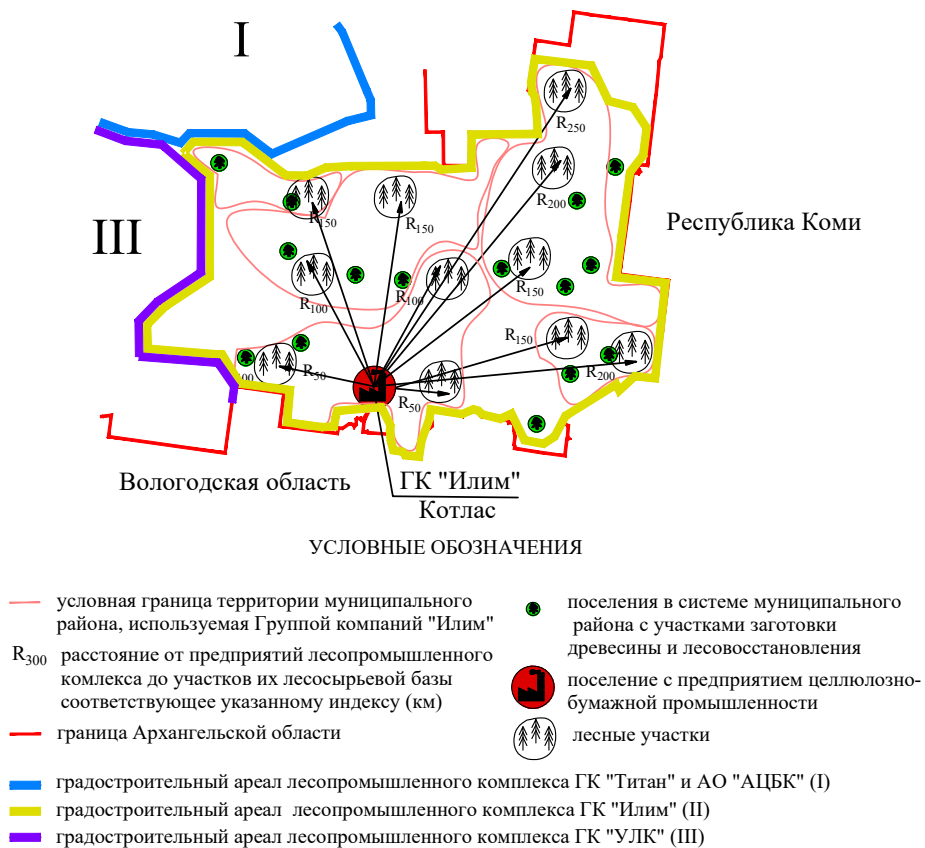 I
R250
R200
Республика Коми
R150
R150
III
R150
R100
R100
R150
R200
R50
00
R50
Вологодская область
ГК "Илим"
Котлас
УСЛОВНЫЕ ОБОЗНАЧЕНИЯ
условная граница территории муниципального
района, используемая Группой компаний "Илим"
R300 расстояние от предприятий лесопромышленного
комлекса до участков их лесосырьевой базы
соответствующее указанному индексу (км)
граница Архангельской области
поселения в системе муниципального
района с участками заготовки
древесины и лесовосстановления
поселение с предприятием целлюлозно-
бумажной промышленности
лесные участки
градостроительный ареал лесопромышленного комплекса ГК "Титан" и АО "АЦБК" (I)
градостроительный ареал лесопромышленного комплекса ГК "Илим" (II)
градостроительный ареал лесопромышленного комплекса ГК "УЛК" (III)